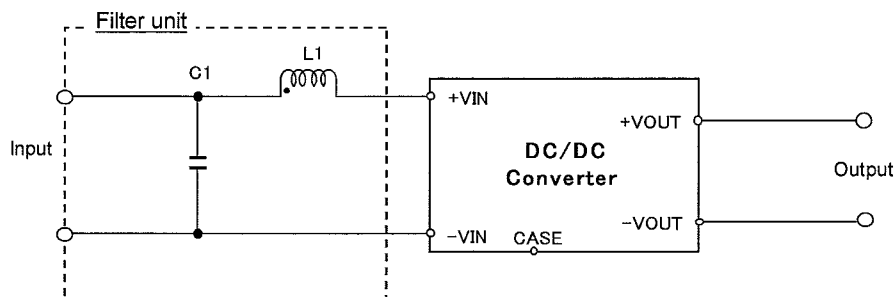 Filter unit
C1
L1
Input
+VIN
-VIN
DC/DC
Converter
CASE
+VOUT
-VOUT
Output